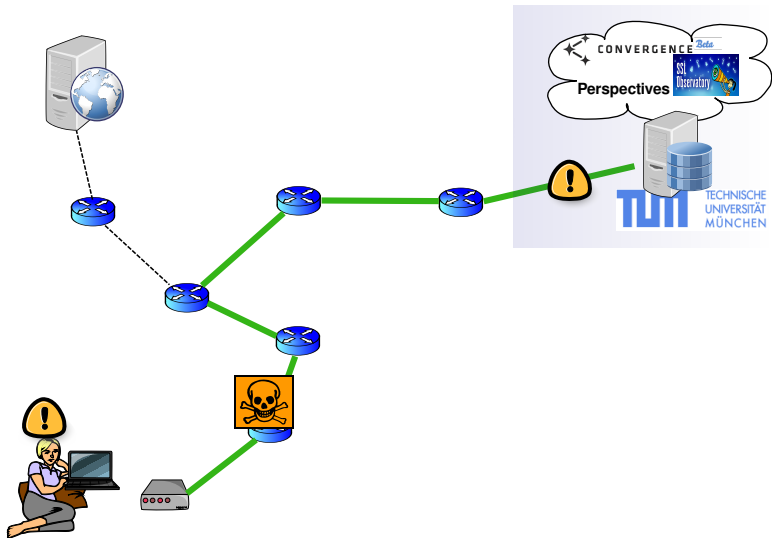 CONVERGENCE Beta
SSL
Observatory
Perspectives
!
TUM
TECHNISCHE
UNIVERSITÄT
MÜNCHEN
!